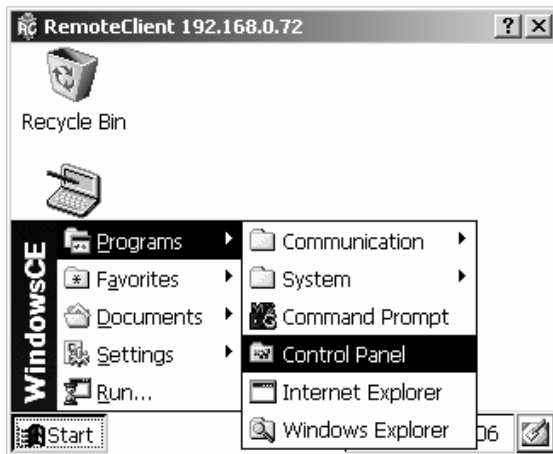 RemoteClient 192.168.0.72
Recycle Bin
WindowsCE
Programs
Favorites
Documents
Settings
Run...
Communication
System
Command Prompt
Control Panel
Internet Explorer
Windows Explorer
Start
06